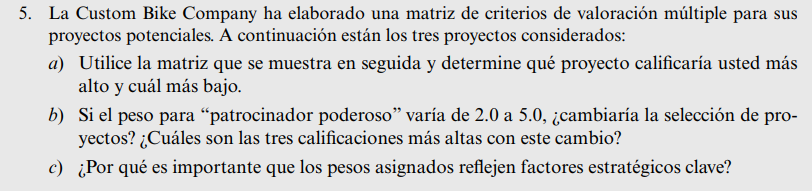 5. La Custom Bike Company ha elaborado una matriz de criterios de valoración múltiple para sus
proyectos potenciales. A continuación están los tres proyectos considerados:
a) Utilice la matriz que se muestra en seguida y determine qué proyecto calificaría usted más
alto y cuál más bajo.
b) Si el peso para “patrocinador poderoso” varía de 2.0 a 5.0, ¿cambiaría la selección de pro-
yectos? ¿Cuáles son las tres calificaciones más altas con este cambio?
c) ¿Por qué es importante que los pesos asignados reflejen factores estratégicos clave?